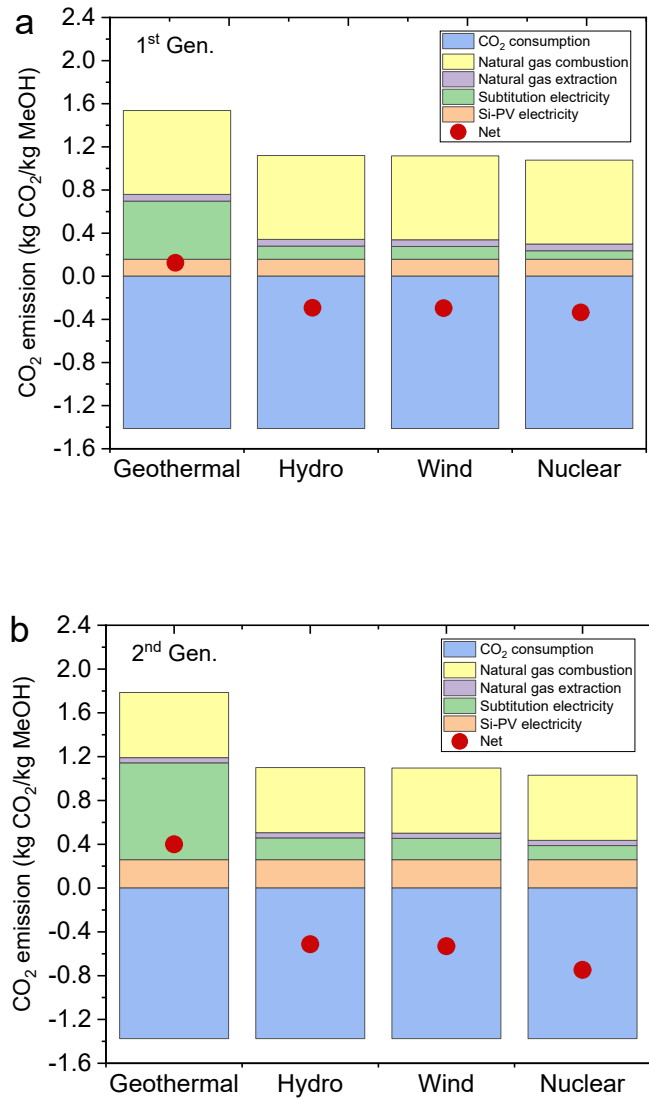 a
1st Gen.
CO₂ consumption
Natural gas combustion
Natural gas extraction
Subtitution electricity
Si-PV electricity
Net
CO₂ emission (kg CO₂/kg MeOH)
2.4
2.0
1.6
1.2
0.8
0.4
0.0
-0.4
-0.8
-1.2
-1.6
Geothermal Hydro Wind Nuclear
b
2nd Gen.
CO₂ consumption
Natural gas combustion
Natural gas extraction
Subtitution electricity
Si-PV electricity
Net
CO₂ emission (kg CO₂/kg MeOH)
2.4
2.0
1.6
1.2
0.8
0.4
0.0
-0.4
-0.8
-1.2
-1.6
Geothermal Hydro Wind Nuclear